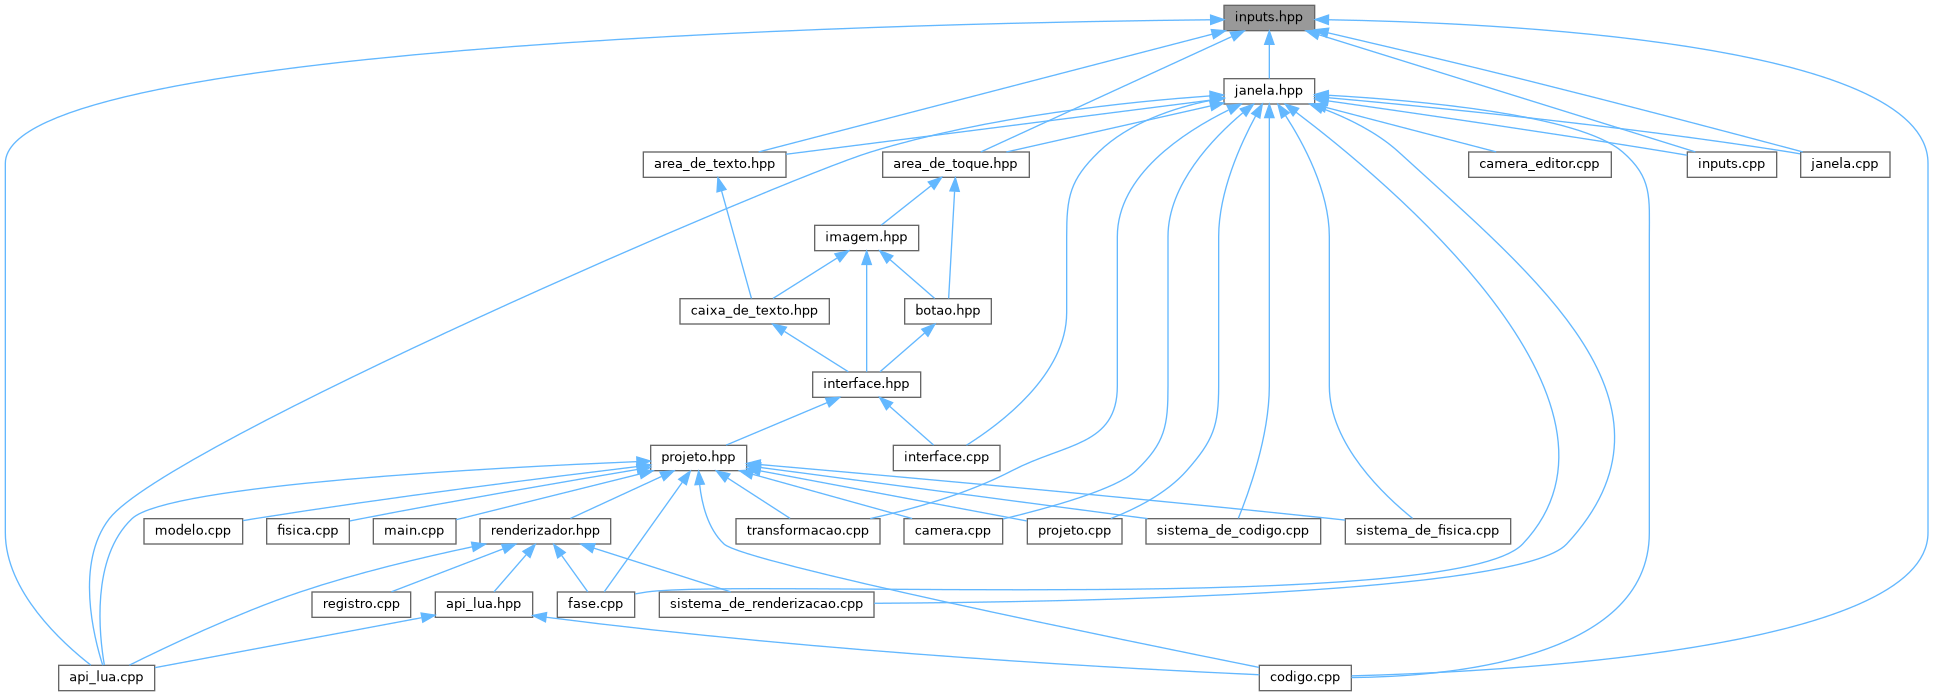 inputs.hpp
janela.hpp
area_de_texto.hpp
area_de_toque.hpp
camera_editor.cpp
inputs.cpp
janela.cpp
imagem.hpp
caixa_de_texto.hpp
botao.hpp
interface.hpp
projeto.hpp
interface.cpp
modelo.cpp
fisica.cpp
main.cpp
renderizador.hpp
transformacao.cpp
camera.cpp
projeto.cpp
sistema_de_codigo.cpp
sistema_de_fisica.cpp
registro.cpp
api_lua.hpp
fase.cpp
sistema_de_renderizacao.cpp
api_lua.cpp
codigo.cpp